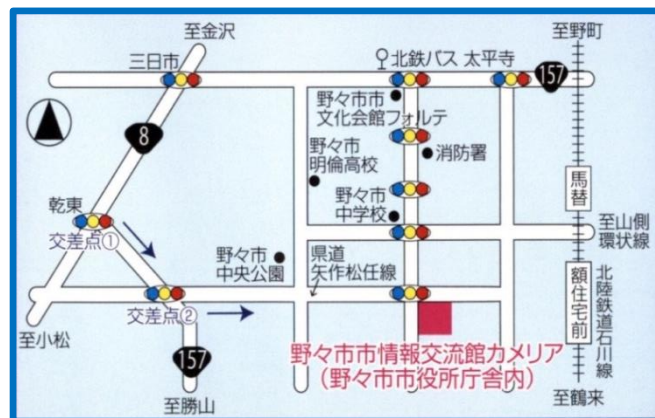 至金沢
至野町
三日市
北鉄バス 太平寺
157
野々市市
文化会館フォルテ
8
消防署
野々市
明倫高校
馬替
乾東
野々市
中学校
交差点①
至山側
環状線
野々市
中央公園
県道
矢作松任線
額住宅前
北陸鉄道石川線
交差点②
至小松
157
野々市市情報交流館カメリア
(野々市市役所庁舎内)
至勝山
至鶴来